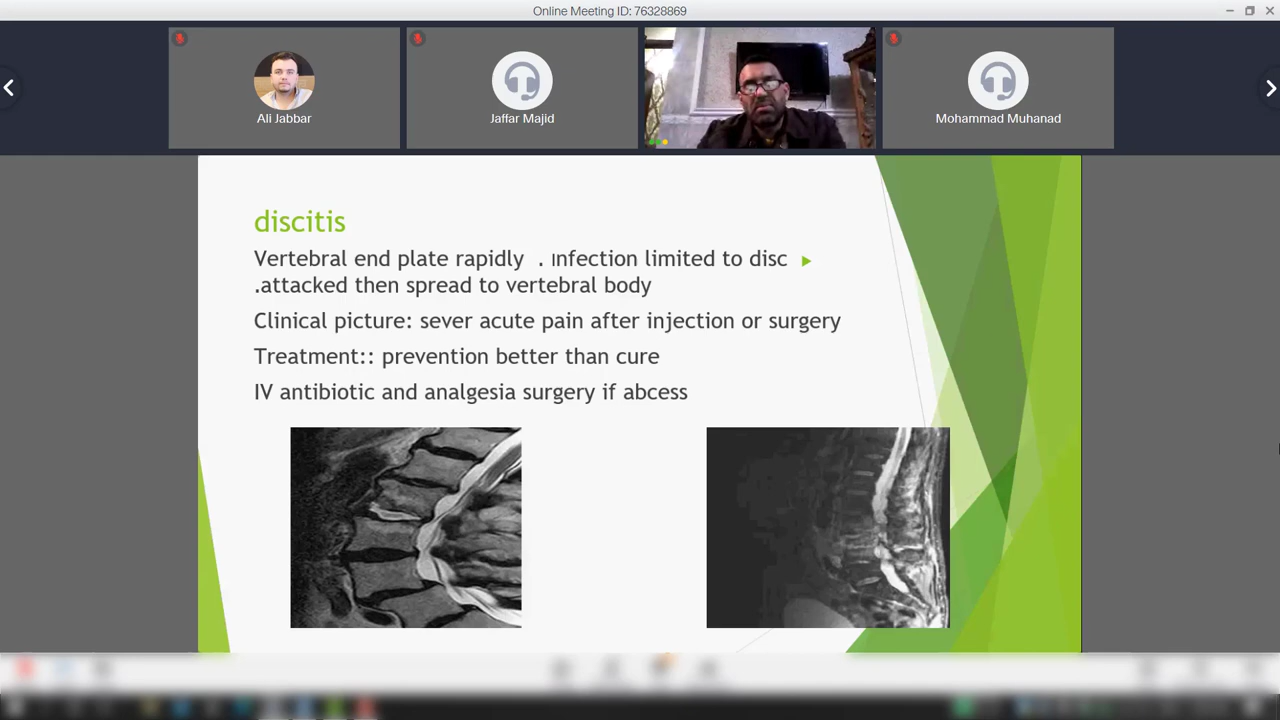 Online Meeting ID: 76328869
Ali Jabbar
Jaffar Majid
Mohammad Muhanad
discitis
Vertebral end plate rapidly . infection limited to disc
.attacked then spread to vertebral body
Clinical picture: sever acute pain after injection or surgery
Treatment:: prevention better than cure
IV antibiotic and analgesia surgery if abcess